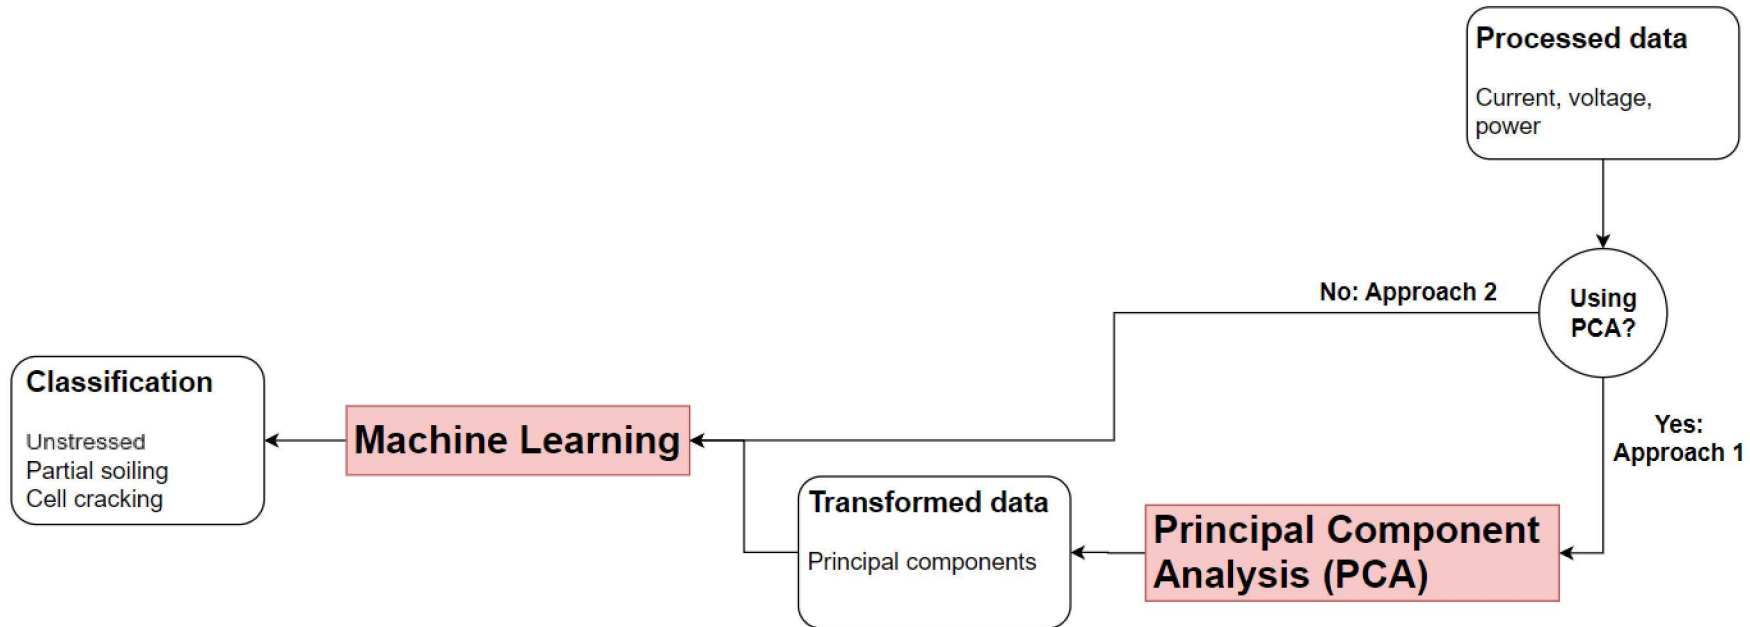 Processed data
Current, voltage,
power
Using
PCA?
No: Approach 2
Yes:
Approach 1
Principal Component
Analysis (PCA)
Transformed data
Principal components
Machine Learning
Classification
Unstressed
Partial soiling
Cell cracking